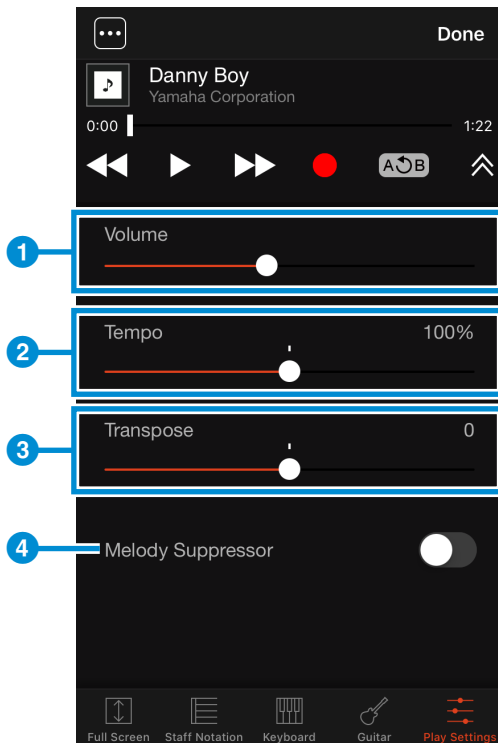 Done
Danny Boy
Yamaha Corporation
0:00 1:22
A B
1 Volume
2 Tempo 100%
3 Transpose 0
4 Melody Suppressor
Full Screen Staff Notation Keyboard Guitar Play Settings